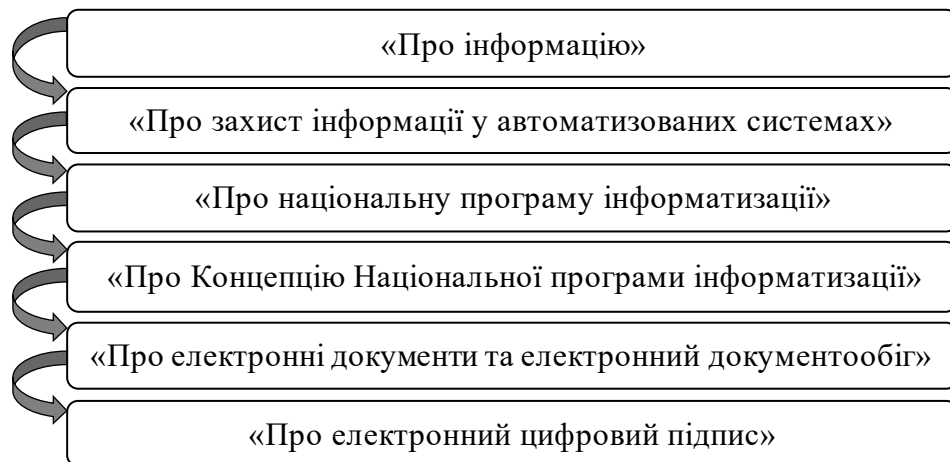 «Про інформацію»
«Про захист інформації у автоматизованих системах»
«Про національну програму інформатизації»
«Про Концепцію Національної програми інформатизації»
«Про електронні документи та електронний документообіг»
«Про електронний цифровий підпис»